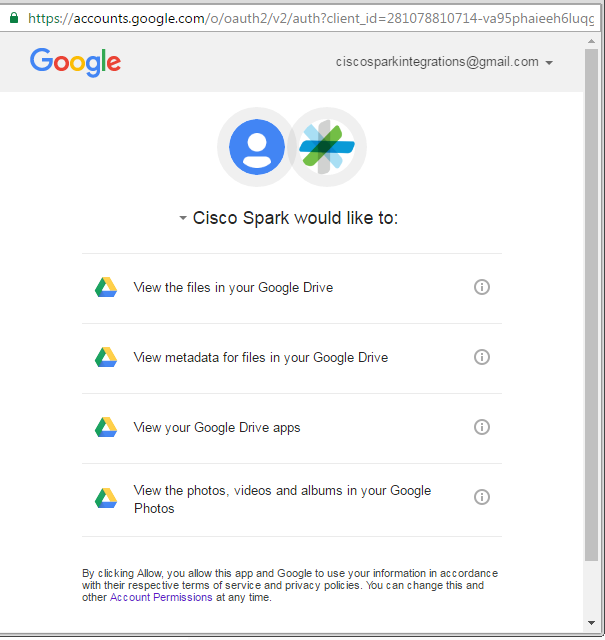 https://accounts.google.com/o/oauth2/v2/auth?client_id=281078810714-va95phaieeh6luqg
Google
ciscosparkintegrations@gmail.com
Cisco Spark would like to:
View the files in your Google Drive
View metadata for files in your Google Drive
View your Google Drive apps
View the photos, videos and albums in your Google
Photos
By clicking Allow, you allow this app and Google to use your information in accordance
with their respective terms of service and privacy policies. You can change this and
other Account Permissions at any time.